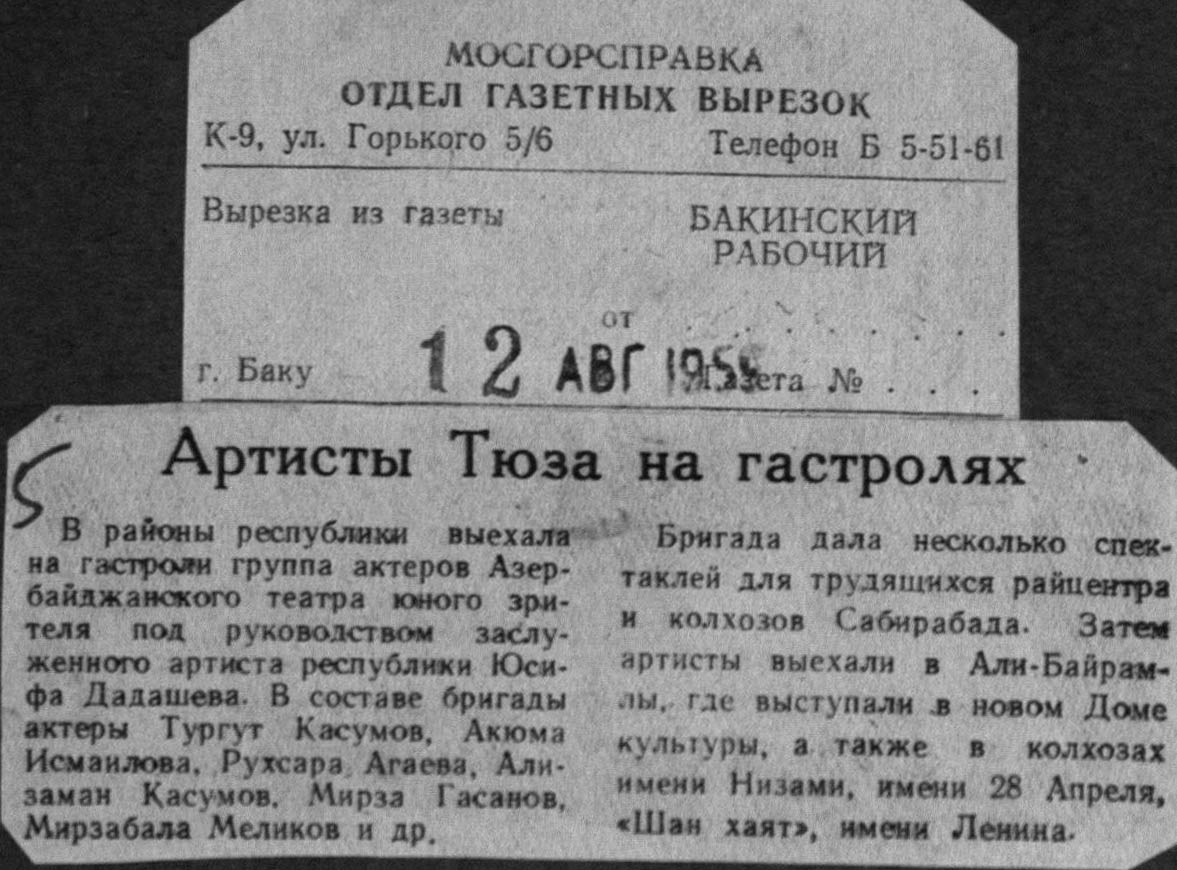 МОСГОРСПРАВКА
ОТДЕЛ ГАЗЕТНЫХ ВЫРЕЗОК
К-9, ул. Горького 5/6 Телефон Б 5-51-61
Вырезка из газеты БАКИНСКИЙ
РАБОЧИЙ
от . . . . . . .
г. Баку 12 АВГ Газета № . . .
5
Артисты Тюза на гастролях
В районы республики выехала
на гастроли группа актеров Азер-
байджанского театра юного зри-
теля под руководством заслу-
женного артиста республики Юси-
фа Дадашева. В составе бригады
актеры Тургут Касумов, Акюма
Исмаилова, Рухсара Агаева, Али-
заман Касумов, Мирза Гасанов,
Мирзабала Меликов и др.
Бригада дала несколько спек-
таклей для трудящихся райцентра
и колхозов Сабирабада. Затем
артисты выехали в Али-Байрам-
лы, где выступали в новом Доме
культуры, а также в колхозах
имени Низами, имени 28 Апреля,
«Шан хаят», имени Ленина.